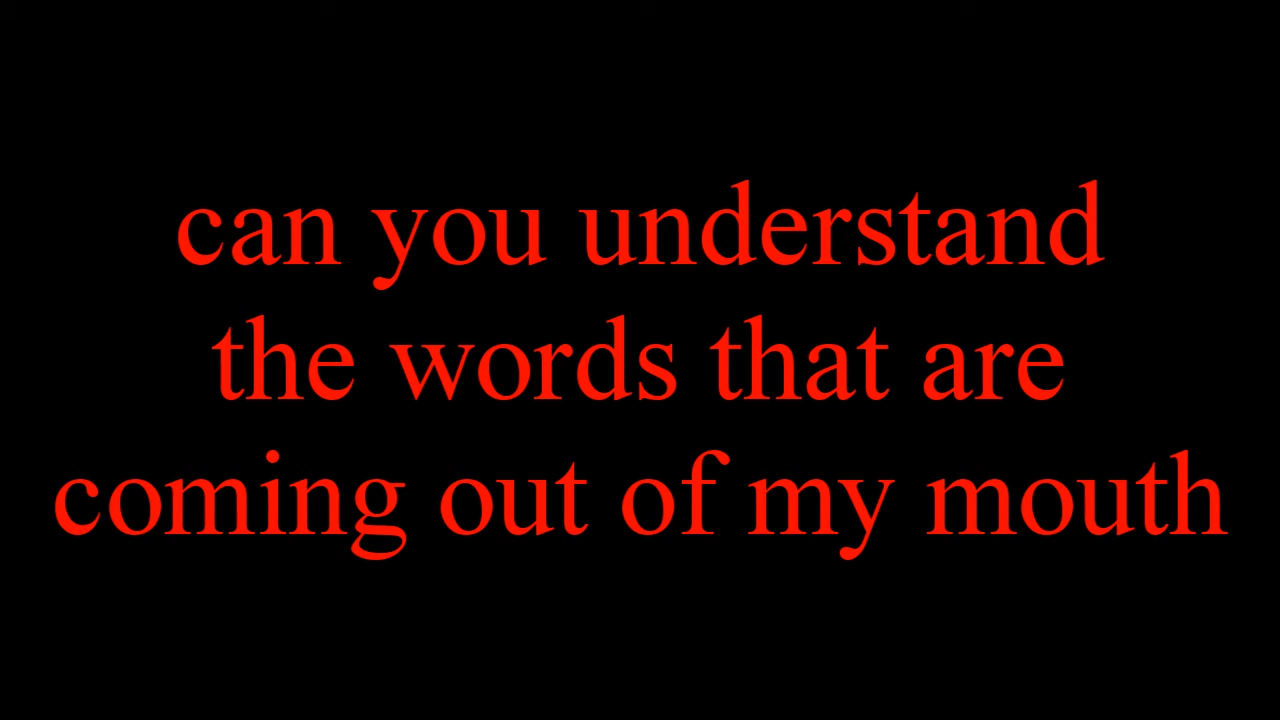 can you understand
the words that are
coming out of my mouth